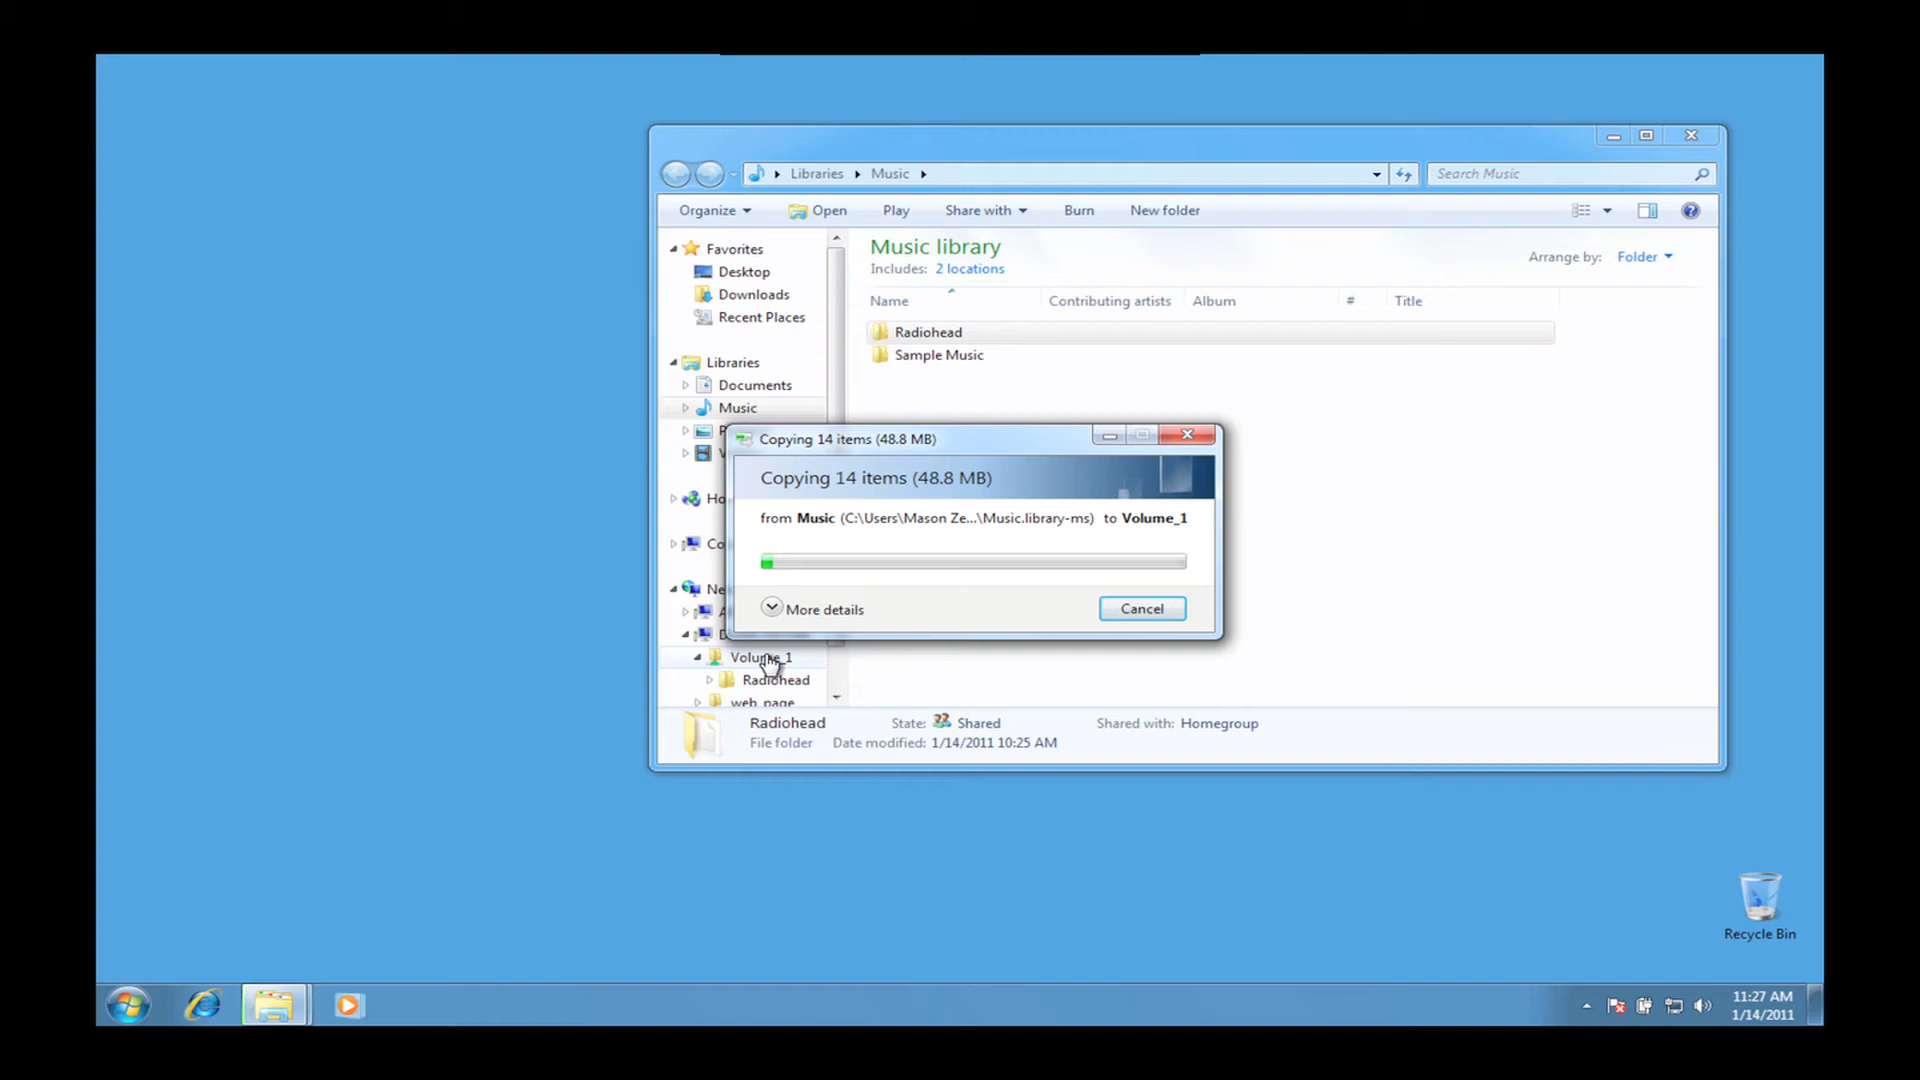 Libraries Music
Search Music
Organize Open Play Share with Burn New folder
Favorites
Desktop
Downloads
Recent Places
Libraries
Documents
Music
Music library
Includes: 2 locations
Arrange by: Folder
Name Contributing artists Album # Title
Radiohead
Sample Music
Copying 14 items (48.8 MB)
Copying 14 items (48.8 MB)
from Music (C:\Users\Mason Ze...\Music.library-ms) to Volume_1
More details
Cancel
Volume_1
Radiohead
web_page
Radiohead State: Shared Shared with: Homegroup
File folder Date modified: 1/14/2011 10:25 AM
Recycle Bin
11:27 AM
1/14/2011